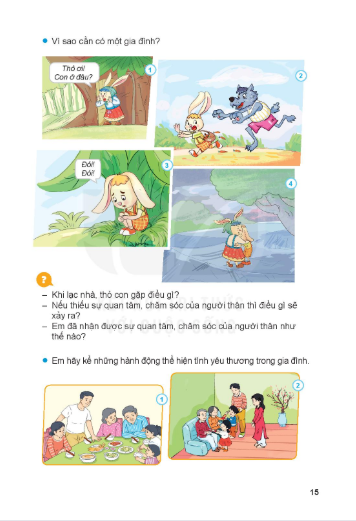 Vì sao cần có một gia đình?
Thỏ ơi!
Con ở đâu?
1
2
Đói!
Đói!
3
4
?
– Khi lạc nhà, thỏ con gặp điều gì?
– Nếu thiếu sự quan tâm, chăm sóc của người thân thì điều gì sẽ
xảy ra?
– Em đã nhận được sự quan tâm, chăm sóc của người thân như
thế nào?
Em hãy kể những hành động thể hiện tình yêu thương trong gia đình.
1
2
15